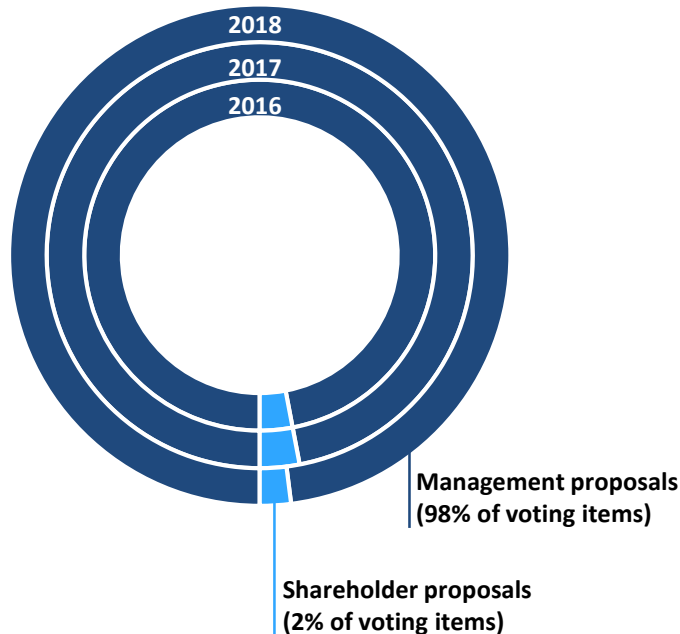 2018
2017
2016
Management proposals
(98% of voting items)
Shareholder proposals
(2% of voting items)